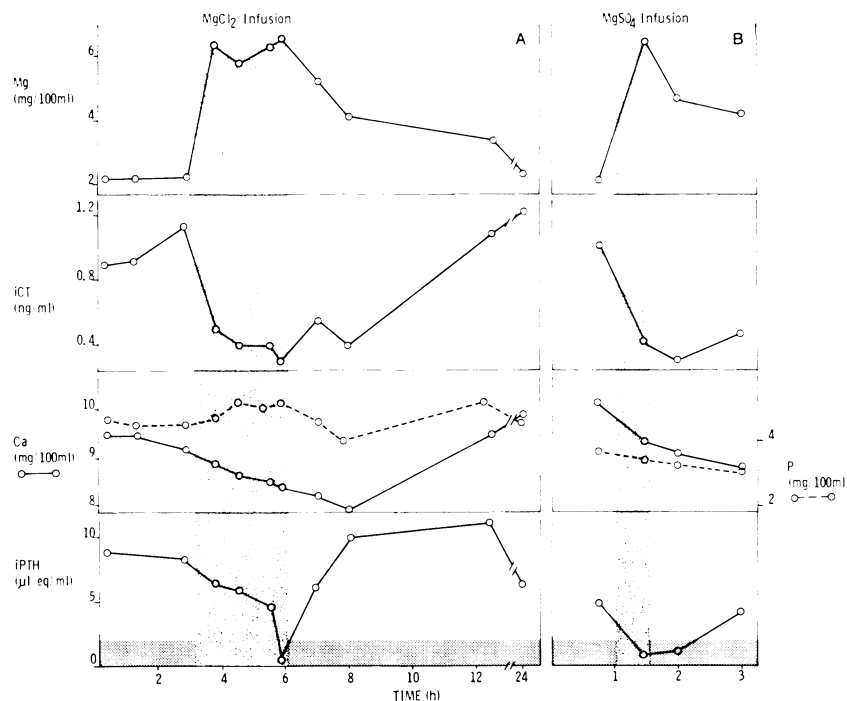 MgCl2 Infusion
MgSO4 Infusion
A
B
Mg
(mg/100ml)
6
4
2
iCT
(ng/ml)
1.2
0.8
0.4
Ca
(mg/100ml)
10
9
8
4
2
P
(mg/100ml
iPTH
(µl eq/ml)
10
5
0
2 4 6 8 10 12 24
1 2 3
TIME (h)